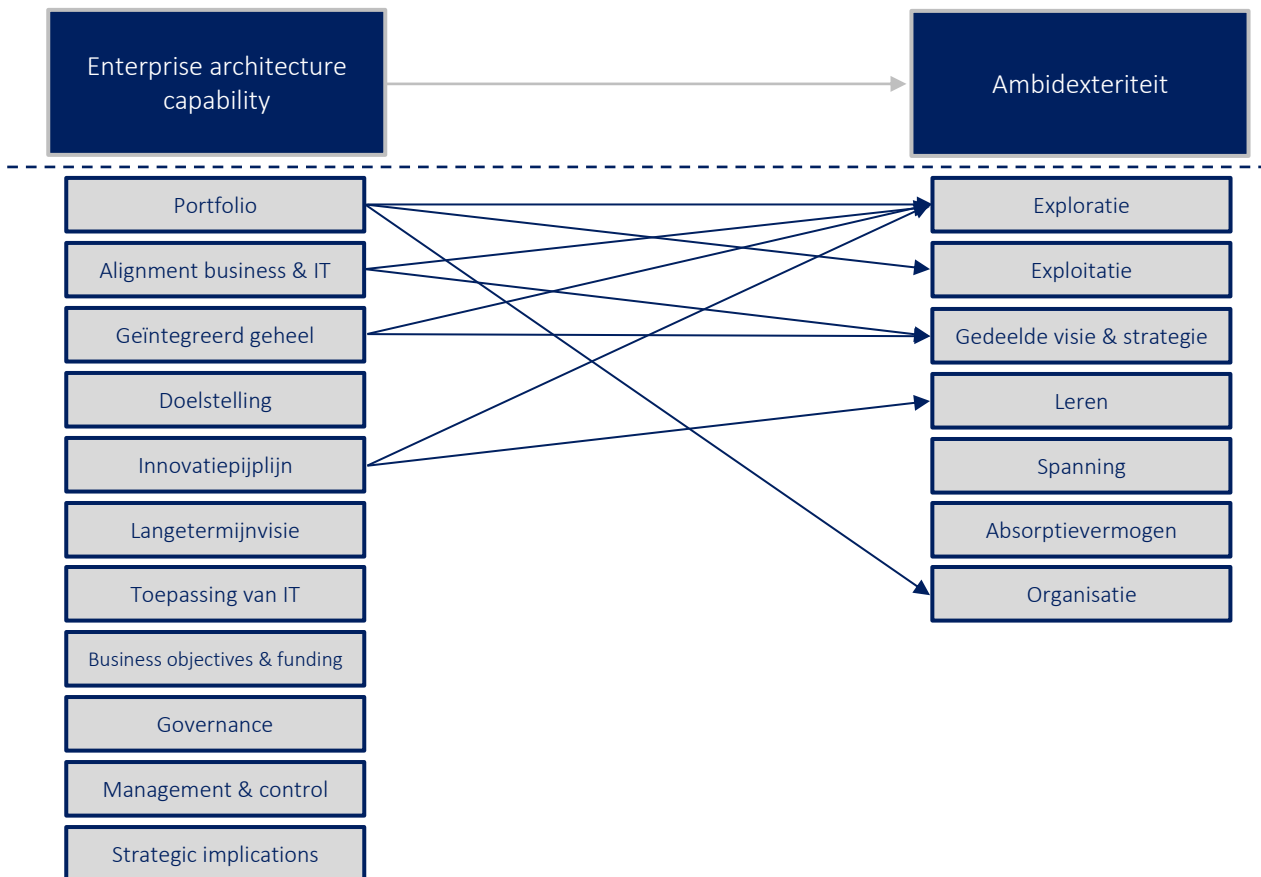 Enterprise architecture
capability
Ambidexteriteit
Portfolio
Alignment business & IT
Geïntegreerd geheel
Doelstelling
Innovatiepijplijn
Langetermijnvisie
Toepassing van IT
Business objectives & funding
Governance
Management & control
Strategic implications
Exploratie
Exploitatie
Gedeelde visie & strategie
Leren
Spanning
Absorptievermogen
Organisatie